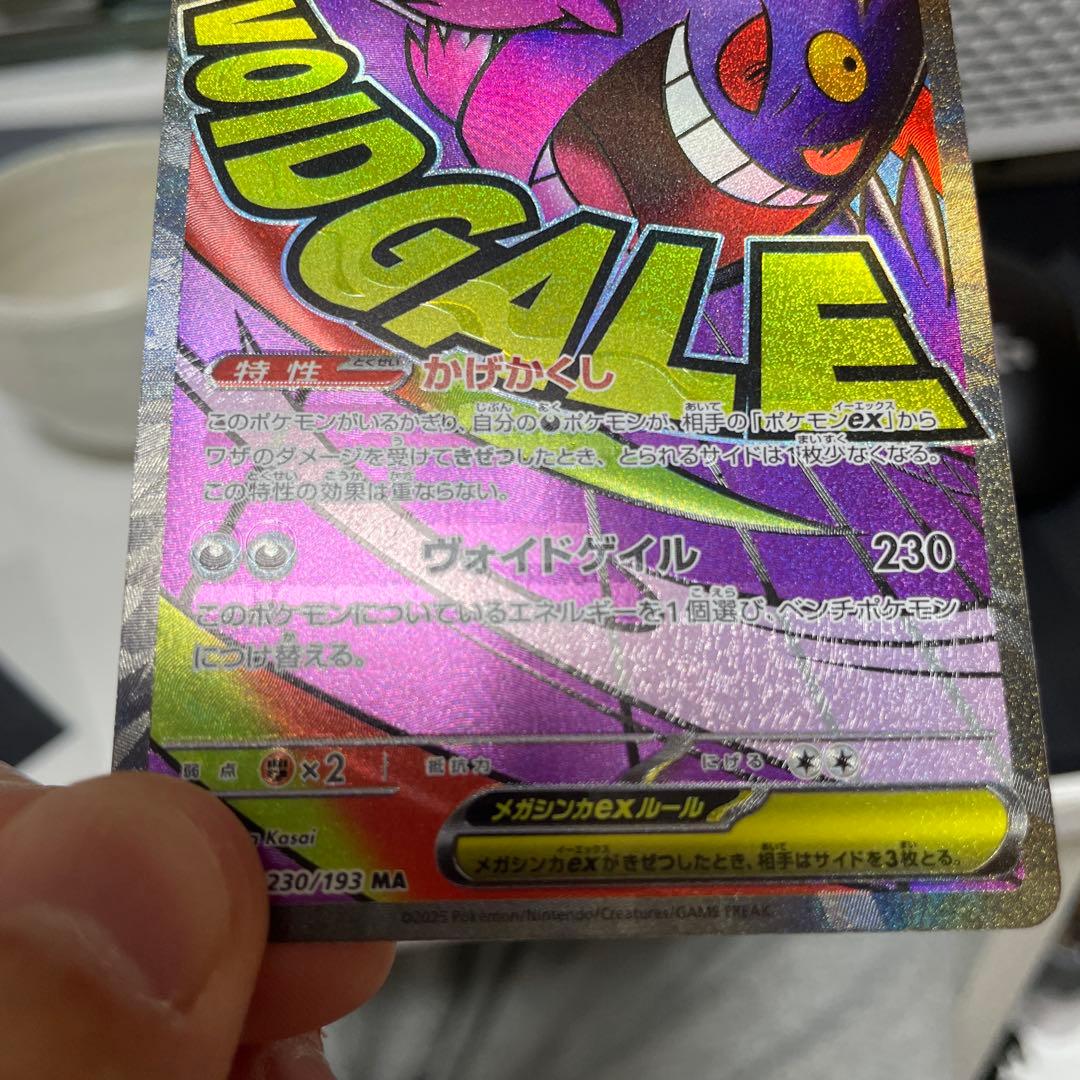 VOIDGALE
特性 とくせい かげかくし
このポケモンがいるかぎり、自分のポケモンが、相手の「ポケモンex」から
ワザのダメージを受けてきぜつしたとき、とられるサイドは1枚少なくなる。
この特性の効果は重ならない。
ヴォイドゲイル 230
このポケモンについているエネルギーを1個選び、ベンチポケモン
につけ替える。
弱点 ×2 抵抗力 にげる
メガシンカexルール
メガシンカexがきぜつしたとき、相手はサイドを3枚とる。
Kasai
230/193 MA
©2025 Pokémon/Nintendo/Creatures/GAME FREAK